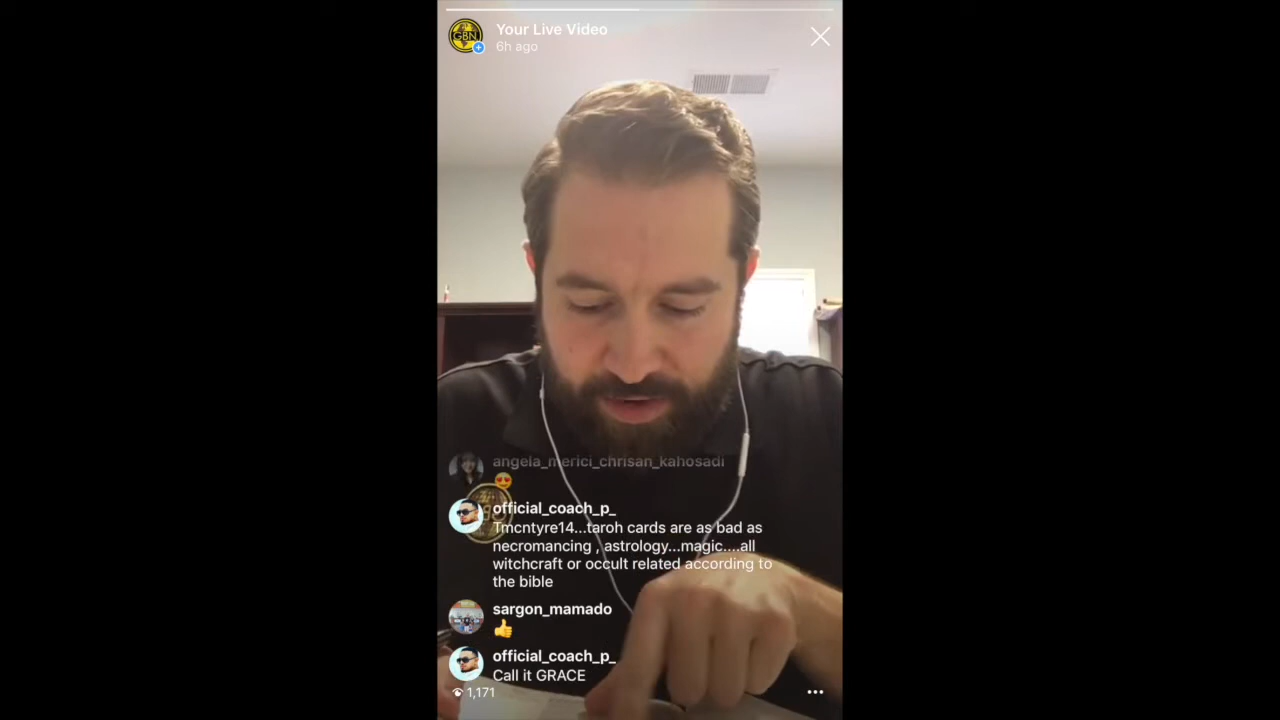 GBN
Your Live Video
6h ago
angela_merici_chrisan_kahosadi
😍
official_coach_p_
Tmcntyre14...taroh cards are as bad as
necromancing , astrology...magic....all
witchcraft or occult related according to
the bible
sargon_mamado
👍
official_coach_p_
Call it GRACE
1,171